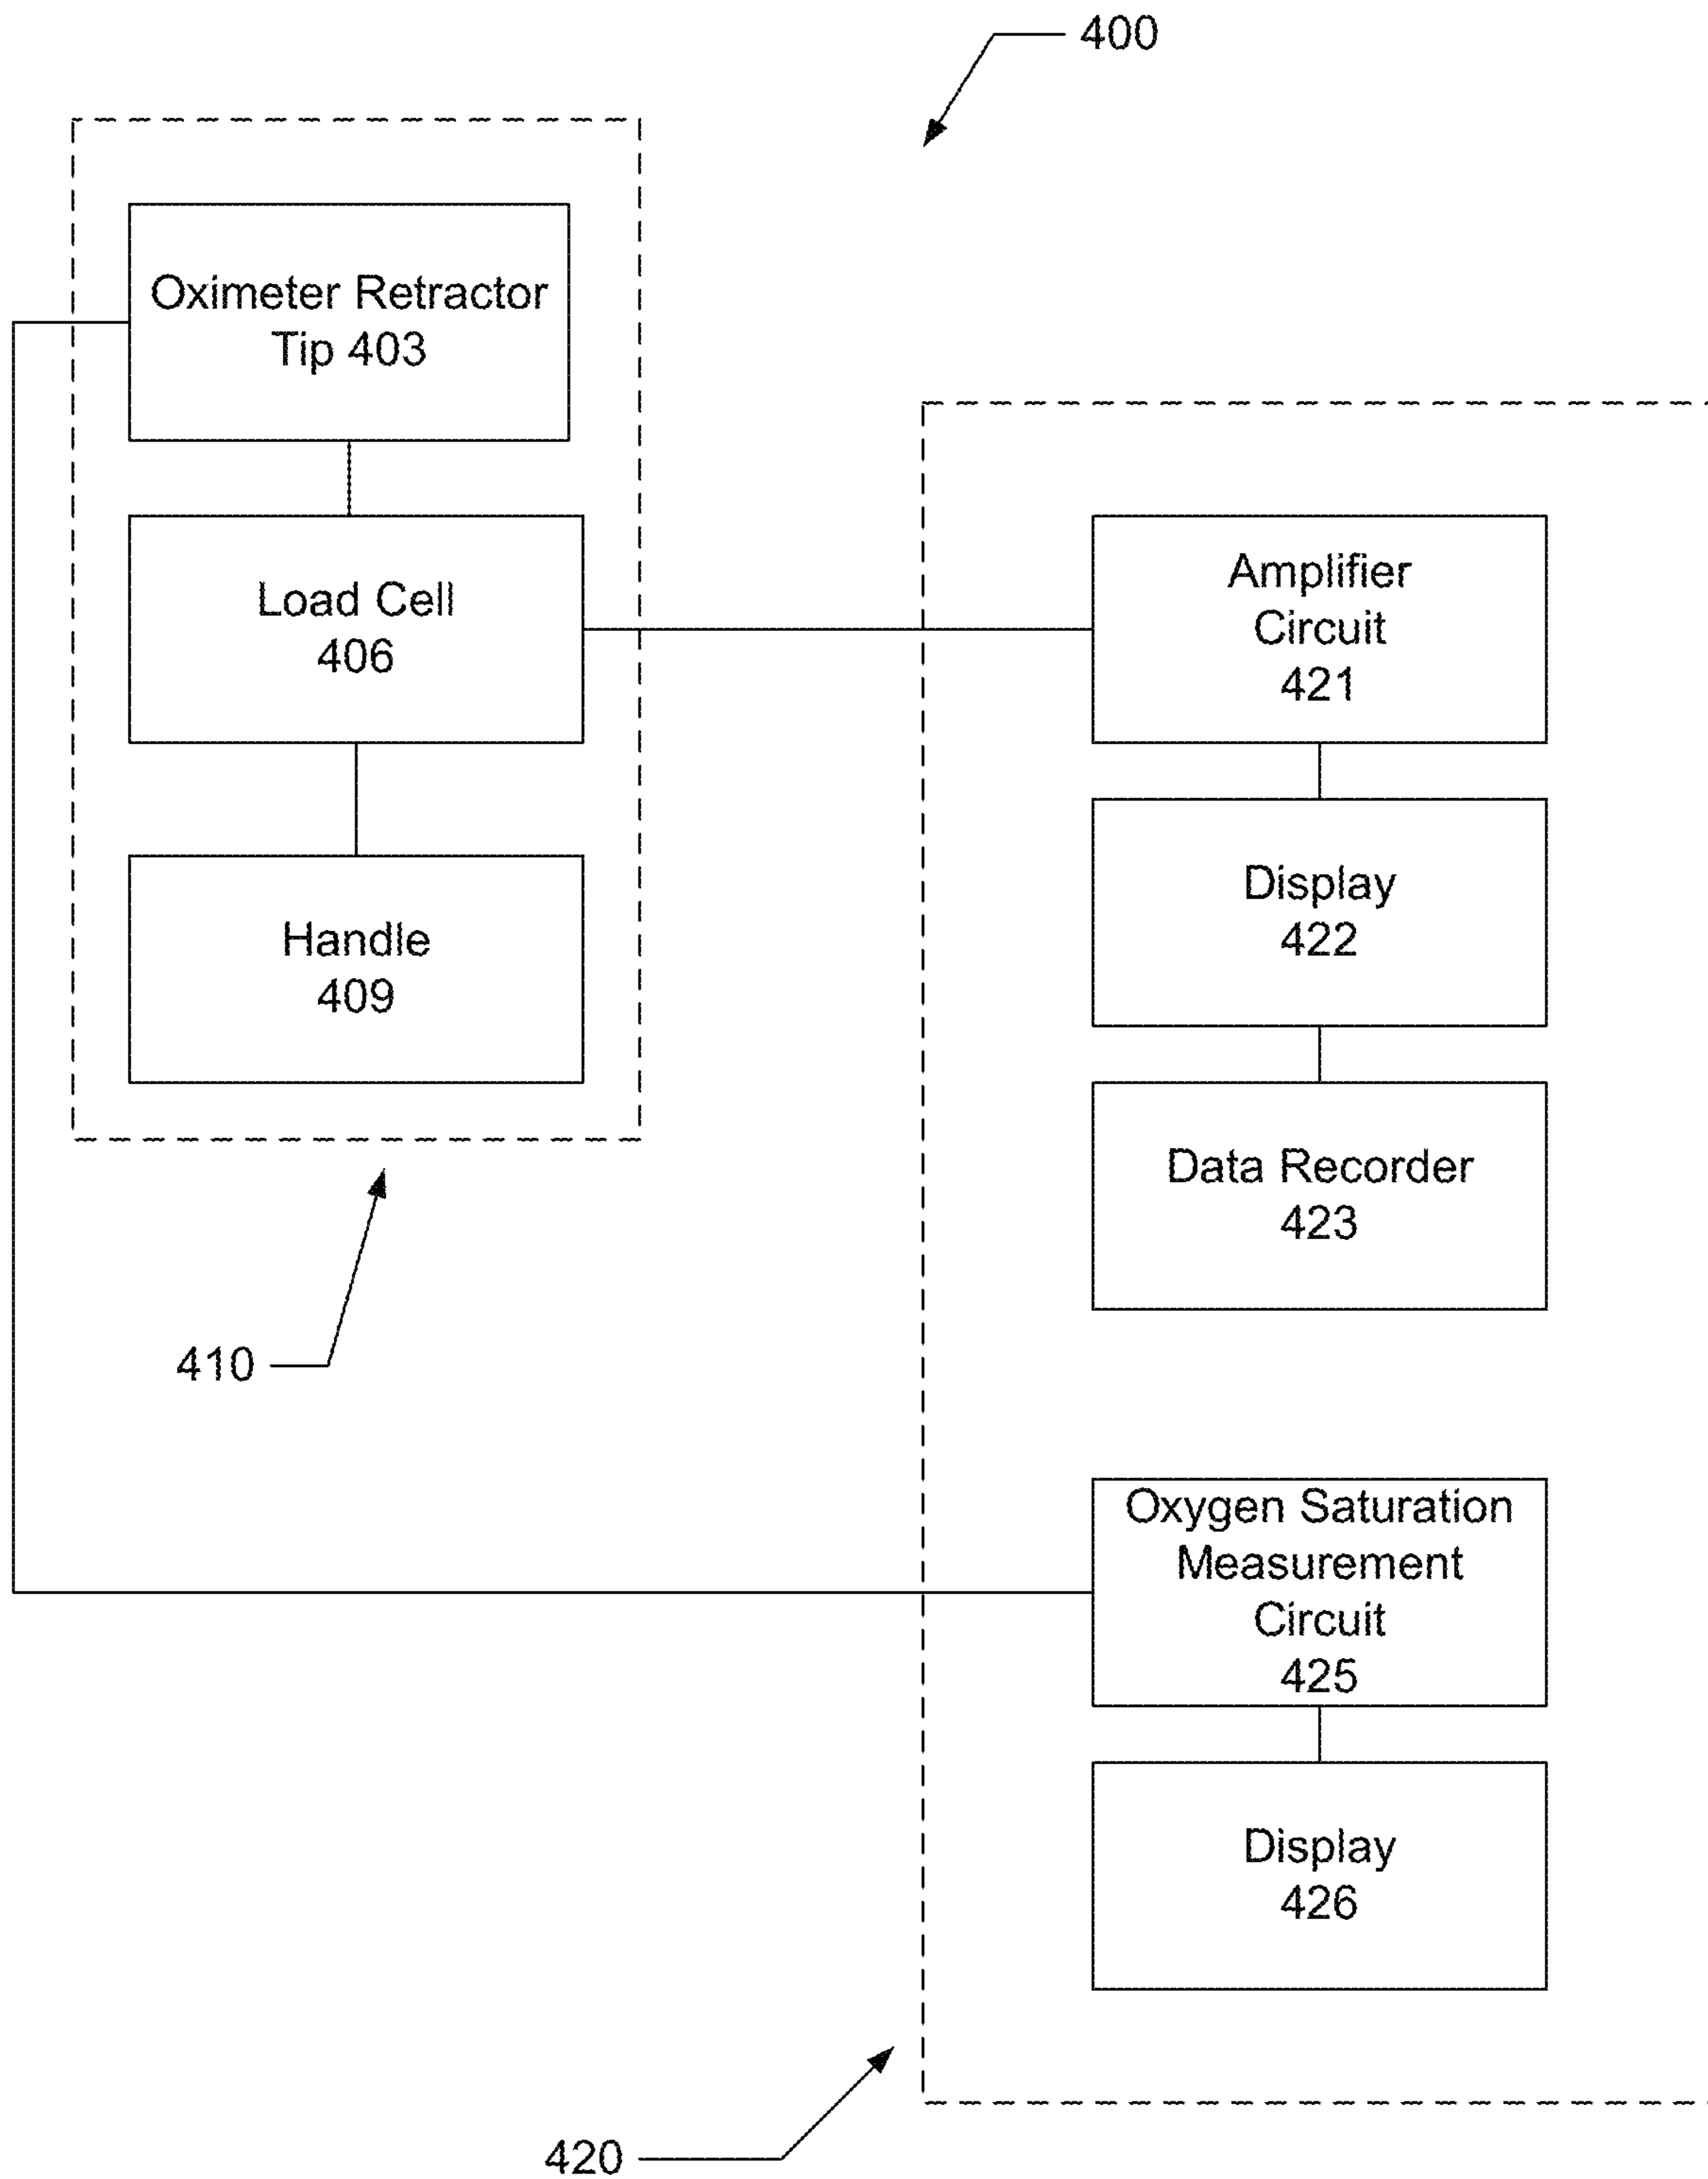 400
Oximeter Retractor
Tip 403
Load Cell
406
Handle
409
410
Amplifier
Circuit
421
Display
422
Data Recorder
423
Oxygen Saturation
Measurement
Circuit
425
Display
426
420